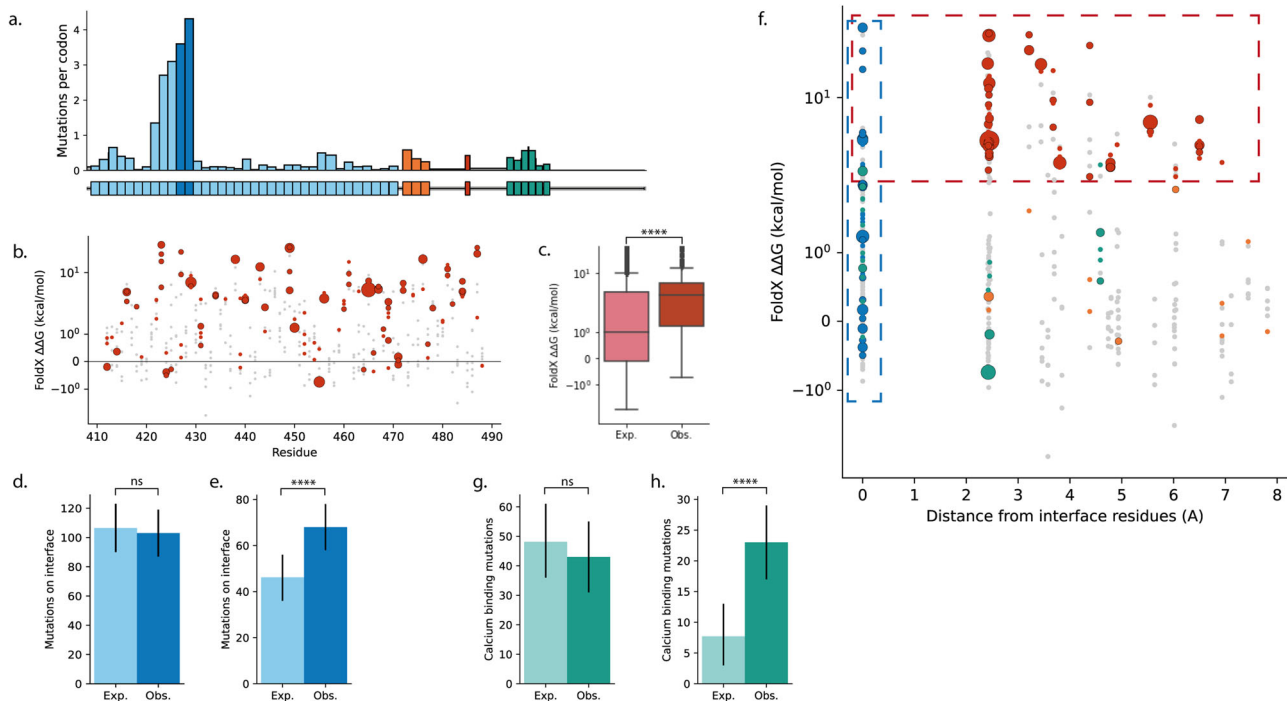 a.
Mutations per codon
4
3
2
1
0
b.
FoldX ΔΔG (kcal/mol)
10¹
10⁰
0
−10⁰
410 420 430 440 450 460 470 480 490
Residue
c.
****
FoldX ΔΔG (kcal/mol)
10¹
10⁰
0
−10⁰
Exp. Obs.
d.
ns
Mutations on interface
120
100
80
60
40
20
0
Exp. Obs.
e.
****
Mutations on interface
80
60
40
20
0
Exp. Obs.
f.
FoldX ΔΔG (kcal/mol)
10¹
10⁰
0
−10⁰
0 1 2 3 4 5 6 7 8
Distance from interface residues (A)
g.
ns
Calcium binding mutations
60
50
40
30
20
10
0
Exp. Obs.
h.
****
Calcium binding mutations
30
25
20
15
10
5
0
Exp. Obs.